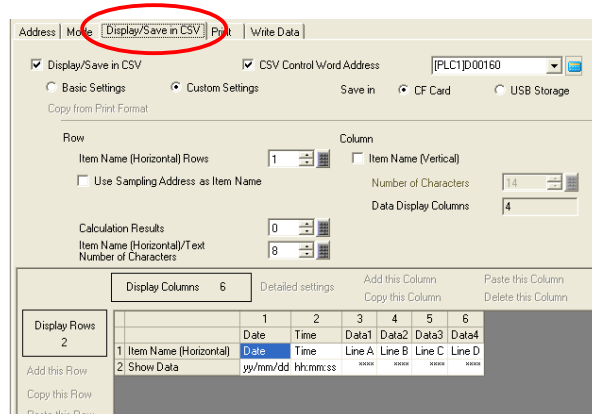 Address Mode Display/Save in CSV Print Write Data
Display/Save in CSV CSV Control Word Address [PLC1]D00160
Basic Settings Custom Settings Save in CF Card USB Storage
Copy from Print Format
Row Column
Item Name (Horizontal) Rows 1 Item Name (Vertical)
Use Sampling Address as Item Name Number of Characters 14
Data Display Columns 4
Calculation Results 0
Item Name (Horizontal)/Text
Number of Characters 8
Display Columns 6 Detailed settings Add this Column Paste this Column
Copy this Column Delete this Column
Display Rows
2
1 2 3 4 5 6
Date Time Data1 Data2 Data3 Data4
1 Item Name (Horizontal) Date Time Line A Line B Line C Line D
2 Show Data yy/mm/dd hh:mm:ss **** **** **** ****
Add this Row
Copy this Row
Paste this Row